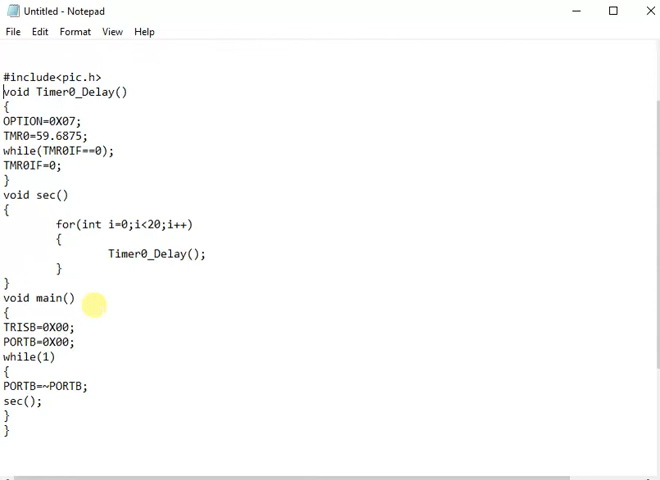 Untitled - Notepad
File Edit Format View Help
#include<pic.h>
void Timer0_Delay()
{
OPTION=0X07;
TMR0=59.6875;
while(TMR0IF==0);
TMR0IF=0;
}
void sec()
{
for(int i=0;i<20;i++)
{
Timer0_Delay();
}
}
void main()
{
TRISB=0X00;
PORTB=0X00;
while(1)
{
PORTB=~PORTB;
sec();
}
}